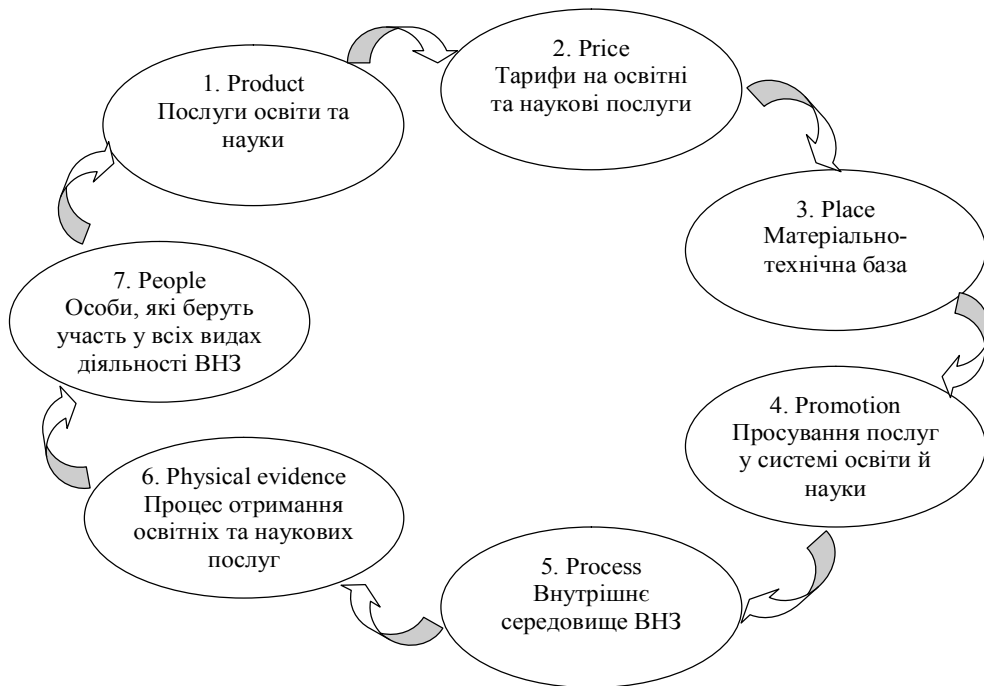 1. Product
Послуги освіти та
науки
2. Price
Тарифи на освітні
та наукові послуги
3. Place
Матеріально-
технічна база
4. Promotion
Просування послуг
у системі освіти й
науки
5. Process
Внутрішнє
середовище ВНЗ
6. Physical evidence
Процес отримання
освітніх та наукових
послуг
7. People
Особи, які беруть
участь у всіх видах
діяльності ВНЗ